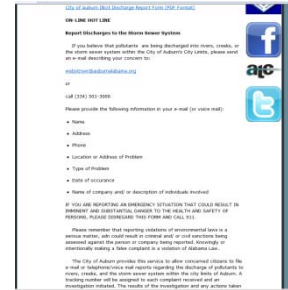 City of Auburn Illicit Discharge Report Form (PDF Format)
ON-LINE HOT LINE
Report Discharges to the Storm Sewer System
If you believe that pollutants are being discharged into rivers, creeks, or
the storm sewer system within the City of Auburn's City Limits, please send
an e-mail describing your concern to:
webwizard@auburnalabama.org
or
call (334) 501-3000.
Please provide the following information in your e-mail (or voice mail):
• Name
• Address
• Phone
• Location or Address of Problem
• Type of Problem
• Date of occurance
• Name of company and/ or description of individuals involved
IF YOU ARE REPORTING AN EMERGENCY SITUATION THAT COULD RESULT IN
IMMINENT AND SUBSTANTIAL DANGER TO THE HEALTH AND SAFETY OF
PERSONS, PLEASE DISREGARD THIS FORM AND CALL 911.
Please remember that reporting violations of environmental laws is a
serious matter, adn could result in criminal and/ or civil sanctions being
assessed against the person or company being reported. Knowingly or
intentionally making a false complaint is a violation of Alabama Law.
The City of Auburn provides this service to allow concerned citizens to file
e-mail or telephone/voice mail reports regarding the discharge of pollutants to
rivers, creeks, and the storm sewer system within the city limits of Auburn. A
tracking number will be assigned to each complaint received and an
investigation initiated. The results of the investigation and any actions taken